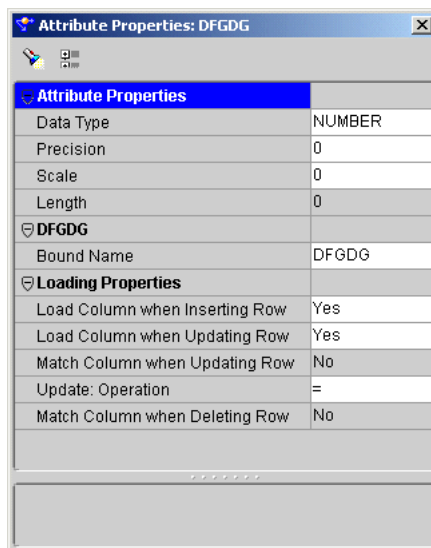 Attribute Properties: DFGDG
Attribute Properties
Data Type NUMBER
Precision 0
Scale 0
Length 0
DFGDG
Bound Name DFGDG
Loading Properties
Load Column when Inserting Row Yes
Load Column when Updating Row Yes
Match Column when Updating Row No
Update: Operation =
Match Column when Deleting Row No